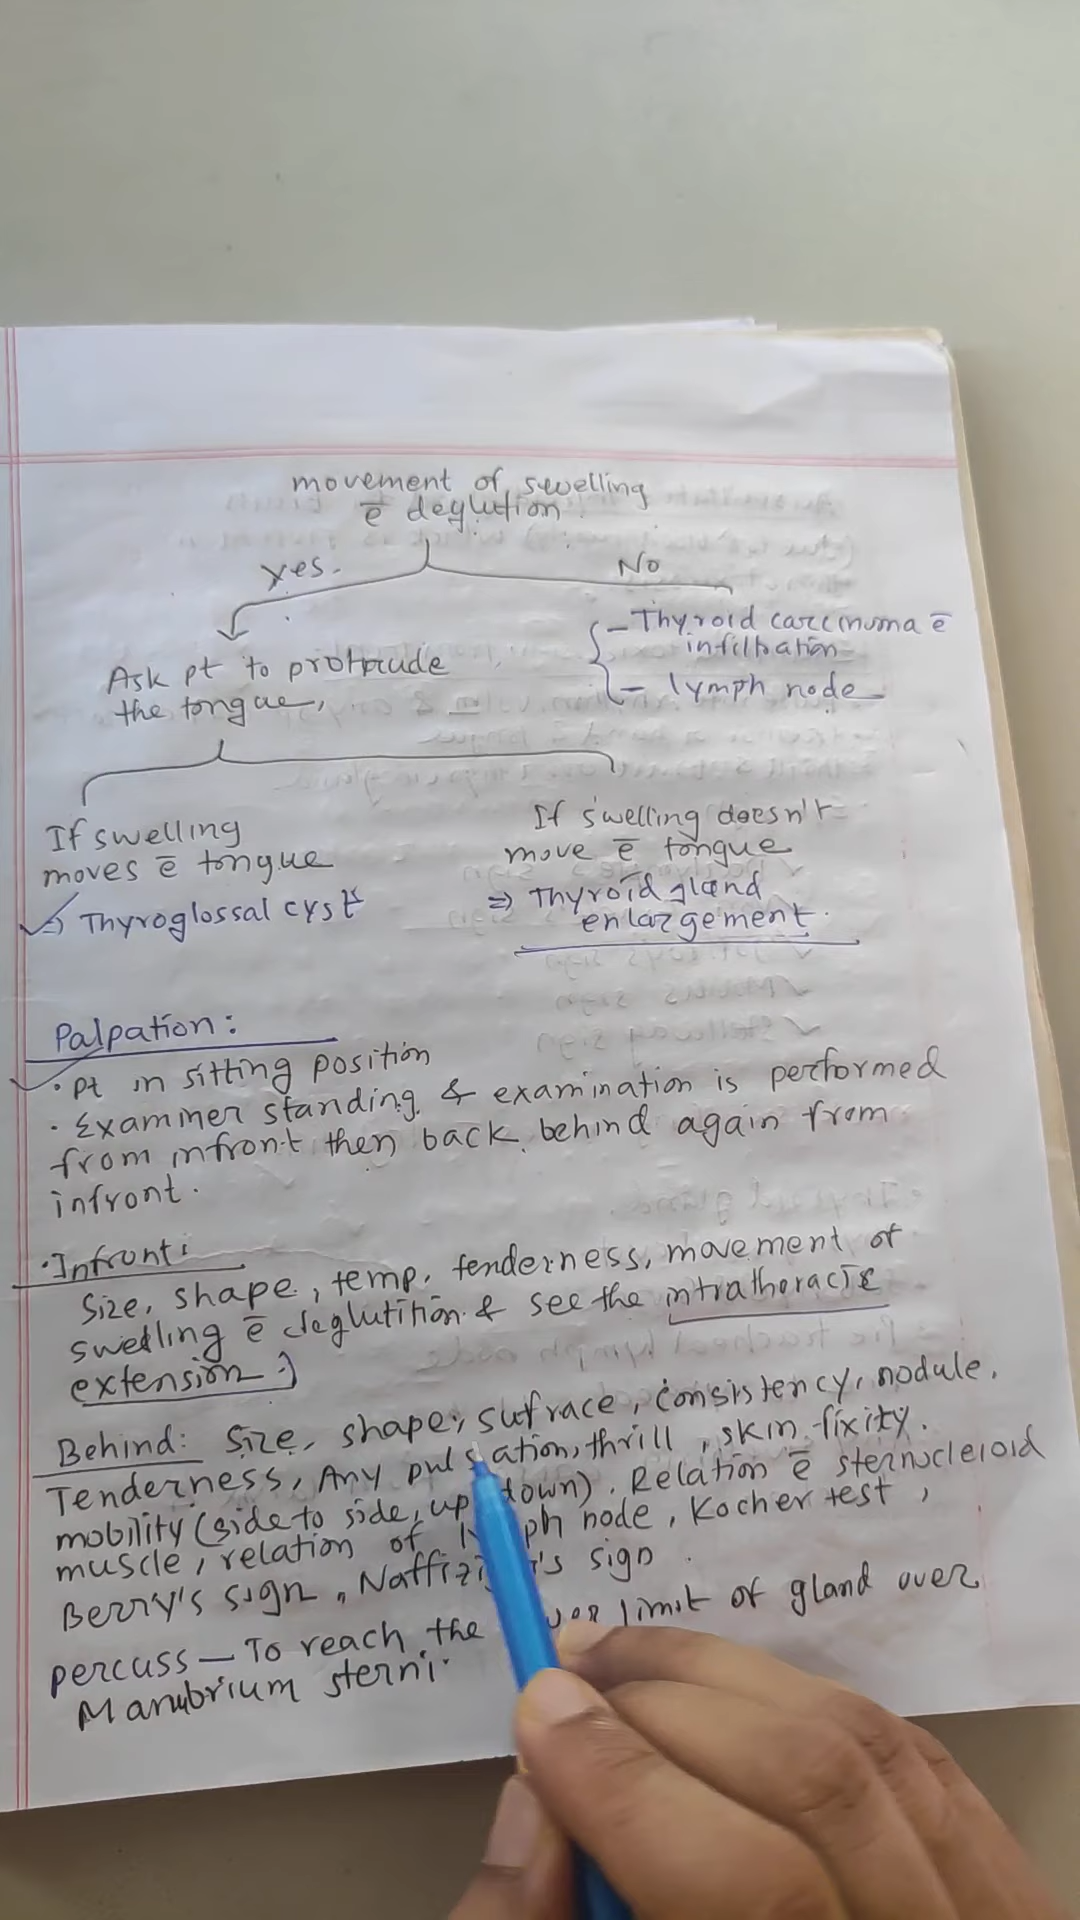 movement of swelling
ē deglution.
Yes.
No
Ask pt to protrude
the tongue,
- Thyroid carcinoma ē
infiltration
- lymph node
If swelling
moves ē tongue
=> Thyroglossal cyst
If swelling doesn't
move ē tongue
=> Thyroid gland
enlargement.
Palpation:
• Pt in sitting position
• Examiner standing & examination is performed
from infront then back behind again from
infront.
• Infront:
Size, shape, temp, tenderness, movement of
swelling ē deglutition & see the intrathoracic
extension :)
Behind: Size, shape, surface, consistency, nodule.
Tenderness, Any pulsation, thrill, skin fixity.
mobility (side to side, up down). Relation ē sternocleioid
muscle, relation of node, Kocher test,
Berry's sign, sign.
percuss - To reach the limit of gland over
Manubrium sterni.